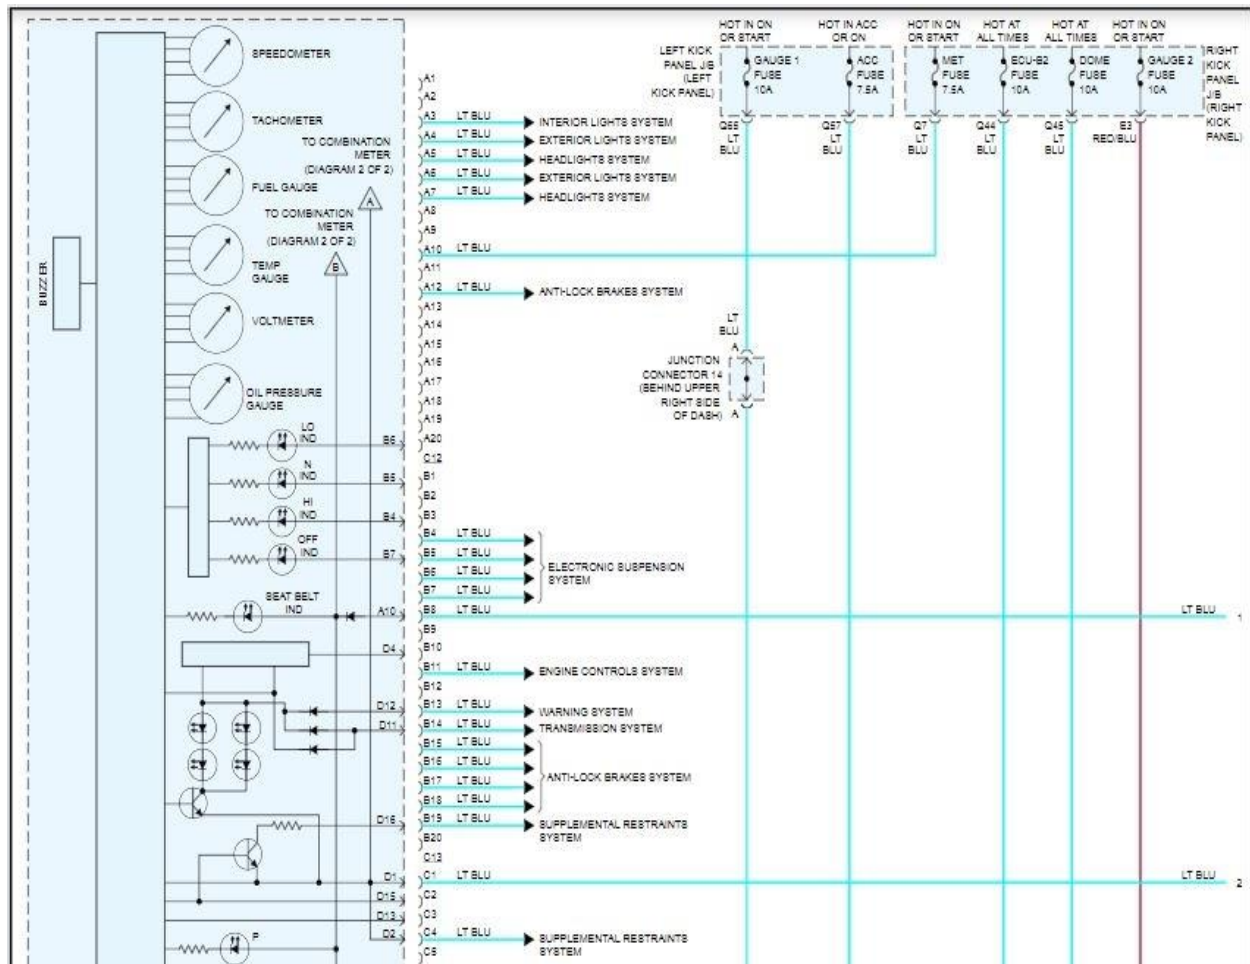 HOT IN ON
OR START
HOT IN ACC
OR ON
HOT IN ON
OR START
HOT AT
ALL TIMES
HOT AT
ALL TIMES
HOT IN ON
OR START
LEFT KICK
PANEL J/B
(LEFT
KICK PANEL)
GAUGE 1
FUSE
10A
ACC
FUSE
7.5A
MET
FUSE
7.5A
ECU-B2
FUSE
10A
DOME
FUSE
10A
GAUGE 2
FUSE
10A
RIGHT
KICK
PANEL
J/B
(RIGHT
KICK
PANEL)
Q57
LT
BLU
Q7
LT
BLU
Q44
LT
BLU
Q45
LT
BLU
E3
RED/BLU
LT
BLU
SPEEDOMETER
TACHOMETER
TO COMBINATION
METER
(DIAGRAM 2 OF 2)
A
FUEL GAUGE
TO COMBINATION
METER
(DIAGRAM 2 OF 2)
B
TEMP
GAUGE
BUZZER
VOLTMETER
OIL PRESSURE
GAUGE
LO
IND
B6
N
IND
B5
HI
IND
B4
OFF
IND
B7
SEAT BELT
IND
A10
D4
D12
D11
D16
D1
D15
D13
D2
P
A1
A2
A3 LT BLU INTERIOR LIGHTS SYSTEM
A4 LT BLU EXTERIOR LIGHTS SYSTEM
A5 LT BLU HEADLIGHTS SYSTEM
A6 LT BLU EXTERIOR LIGHTS SYSTEM
A7 LT BLU HEADLIGHTS SYSTEM
A8
A9
A10 LT BLU
A11
A12 LT BLU ANTI-LOCK BRAKES SYSTEM
A13
A14
A15
A16
A17
A18
A19
A20
C12
LT
BLU
A
JUNCTION
CONNECTOR 14
(BEHIND UPPER
RIGHT SIDE
OF DASH)
A
B1
B2
B3
B4 LT BLU
B5 LT BLU
B6 LT BLU
B7 LT BLU
ELECTRONIC SUSPENSION
SYSTEM
B8 LT BLU LT BLU 1
B9
B10
B11 LT BLU ENGINE CONTROLS SYSTEM
B12
B13 LT BLU WARNING SYSTEM
B14 LT BLU TRANSMISSION SYSTEM
B15 LT BLU
B16 LT BLU
B17 LT BLU
B18 LT BLU
ANTI-LOCK BRAKES SYSTEM
B19 LT BLU SUPPLEMENTAL RESTRAINTS
SYSTEM
B20
C13
C1 LT BLU LT BLU 2
C2
C3
C4 LT BLU SUPPLEMENTAL RESTRAINTS
SYSTEM
C5